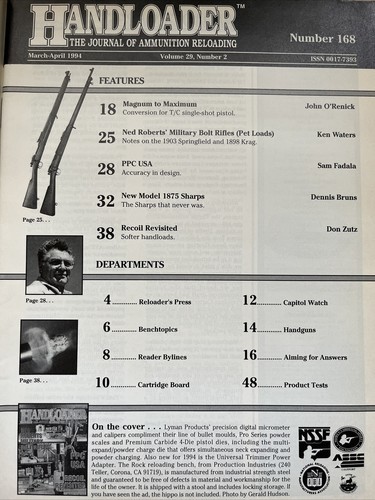 HANDLOADER™
THE JOURNAL OF AMMUNITION RELOADING
Number 168
March-April 1994
Volume 29, Number 2
ISSN 0017-7393
FEATURES
18 Magnum to Maximum John O'Renick
Conversion for T/C single-shot pistol.
25 Ned Roberts' Military Bolt Rifles (Pet Loads) Ken Waters
Notes on the 1903 Springfield and 1898 Krag.
28 PPC USA Sam Fadala
Accuracy in design.
32 New Model 1875 Sharps Dennis Bruns
The Sharps that never was.
38 Recoil Revisited Don Zutz
Softer handloads.
Page 25 . . .
DEPARTMENTS
Page 28 . . .
4 ............ Reloader's Press
12 ............ Capitol Watch
6 ............ Benchtopics
14 ............ Handguns
8 ............ Reader Bylines
16 ............ Aiming for Answers
10 ............ Cartridge Board
48 ............ Product Tests
Page 38 . . .
HANDLOADER
On the cover . . . Lyman Products' precision digital micrometer
and calipers compliment their line of bullet moulds, Pro Series powder
scales and Premium Carbide 4-Die pistol dies, including the multi-
expand/powder charge die that offers simultaneous neck expanding and
powder charging. Also new for 1994 is the Universal Trimmer Power
Adapter. The Rock reloading bench, from Production Industries (240
Teller, Corona, CA 91719), is manufactured from industrial strength steel
and guaranteed to be free of defects in material and workmanship for the
life of the owner. It is shipped with a stool and includes locking storage. If
you have seen the ad, the hippo is not included. Photo by Gerald Hudson.
NSSF